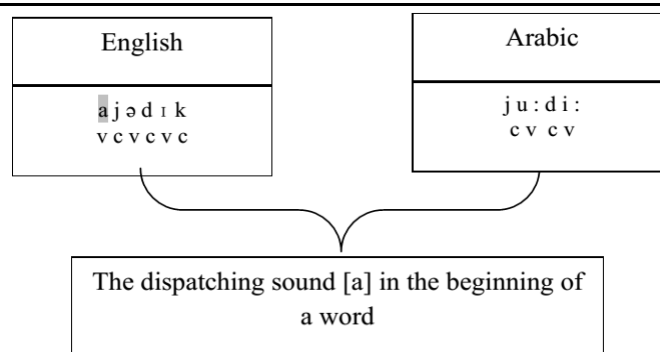 English
a j ə d ɪ k
v c v c v c
Arabic
j u : d i :
c v c v
The dispatching sound [a] in the beginning of
a word